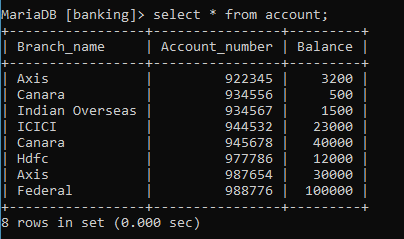 MariaDB [banking]> select * from account;
+-----------------+----------------+---------+
| Branch_name     | Account_number | Balance |
+-----------------+----------------+---------+
| Axis            |         922345 |    3200 |
| Canara          |         934556 |     500 |
| Indian Overseas |         934567 |    1500 |
| ICICI           |         944532 |   23000 |
| Canara          |         945678 |   40000 |
| Hdfc            |         977786 |   12000 |
| Axis            |         987654 |   30000 |
| Federal         |         988776 |  100000 |
+-----------------+----------------+---------+
8 rows in set (0.000 sec)